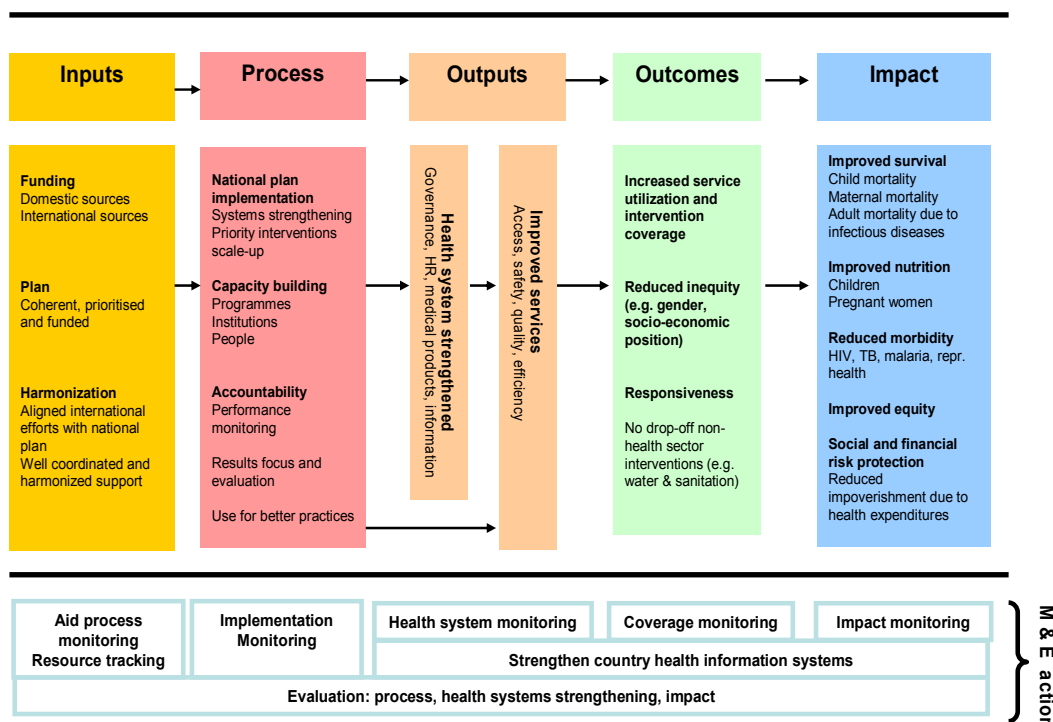 Inputs
Process
Outputs
Outcomes
Impact
Funding
Domestic sources
International sources
Plan
Coherent, prioritised
and funded
Harmonization
Aligned international
efforts with national
plan
Well coordinated and
harmonized support
National plan
implementation
Systems strengthening
Priority interventions
scale-up
Capacity building
Programmes
Institutions
People
Accountability
Performance
monitoring
Results focus and
evaluation
Use for better practices
Health system strengthened
Governance, HR, medical products, information
Improved services
Access, safety, quality, efficiency
Increased service
utilization and
intervention
coverage
Reduced inequity
(e.g. gender,
socio-economic
position)
Responsiveness
No drop-off non-
health sector
interventions (e.g.
water & sanitation)
Improved survival
Child mortality
Maternal mortality
Adult mortality due to
infectious diseases
Improved nutrition
Children
Pregnant women
Reduced morbidity
HIV, TB, malaria, repr.
health
Improved equity
Social and financial
risk protection
Reduced
impoverishment due to
health expenditures
Aid process
monitoring
Resource tracking
Implementation
Monitoring
Health system monitoring
Coverage monitoring
Impact monitoring
Strengthen country health information systems
Evaluation: process, health systems strengthening, impact
M & E action